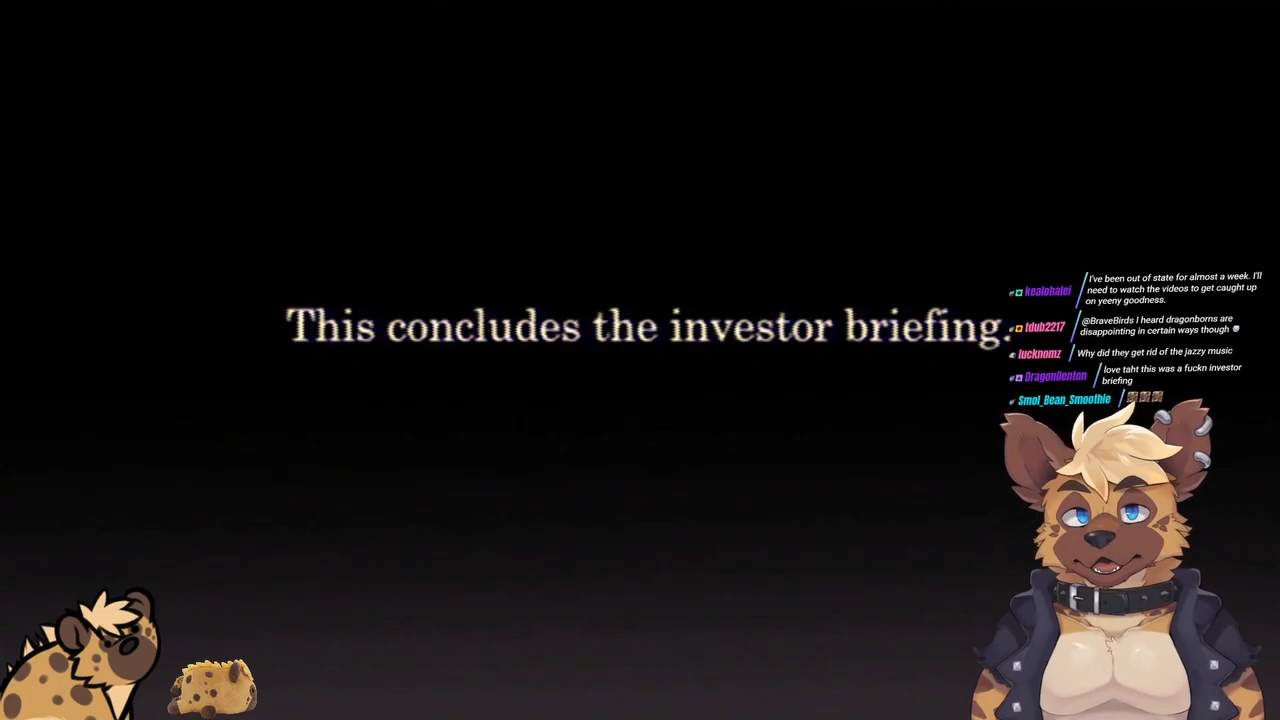 This concludes the investor briefing.
kealohalei I've been out of state for almost a week. I'll
need to watch the videos to get caught up
on yeeny goodness.
tdub2217 @BraveBirds I heard dragonborns are
disappointing in certain ways though
lucknomz Why did they get rid of the jazzy music
DragonDenton love taht this was a fuckn investor
briefing
Smol_Bean_Smoothie